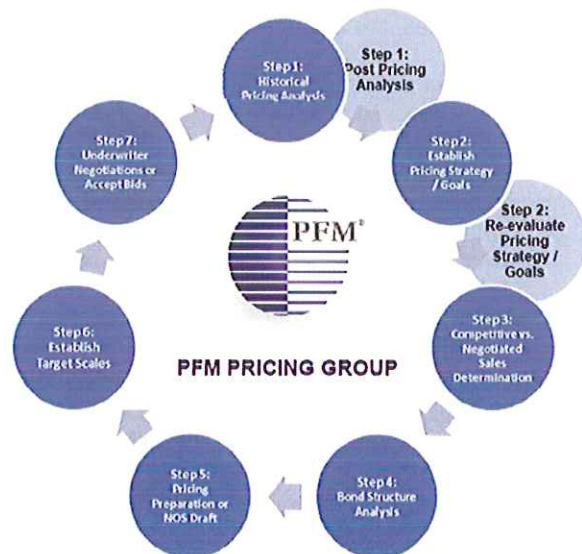 Step 1:
Historical
Pricing Analysis
Step 1:
Post Pricing
Analysis
Step 2:
Establish
Pricing Strategy
/ Goals
Step 2:
Re-evaluate
Pricing
Strategy /
Goals
Step 3:
Competitive vs.
Negotiated
Sales
Determination
Step 4:
Bond Structure
Analysis
Step 5:
Pricing
Preparation or
NOS Draft
Step 6:
Establish
Target Scales
Step 7:
Underwriter
Negotiations or
Accept Bids
PFM®
PFM PRICING GROUP